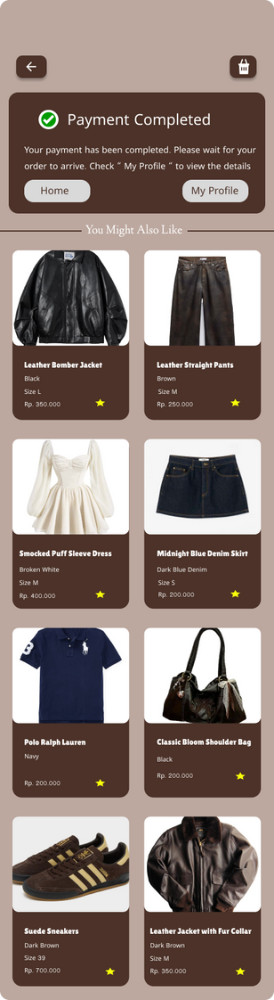 Payment Completed
Your payment has been completed. Please wait for your
order to arrive. Check “ My Profile “ to view the details
Home
My Profile
You Might Also Like
Leather Bomber Jacket
Black
Size L
Rp. 350.000
Leather Straight Pants
Brown
Size M
Rp. 250.000
Smocked Puff Sleeve Dress
Broken White
Size M
Rp. 400.000
Midnight Blue Denim Skirt
Dark Blue Denim
Size S
Rp. 200.000
3
Polo Ralph Lauren
Navy
Rp. 200.000
Classic Bloom Shoulder Bag
Black
Rp. 200.000
Suede Sneakers
Dark Brown
Size 39
Rp. 700.000
Leather Jacket with Fur Collar
Dark Brown
Size M
Rp. 350.000